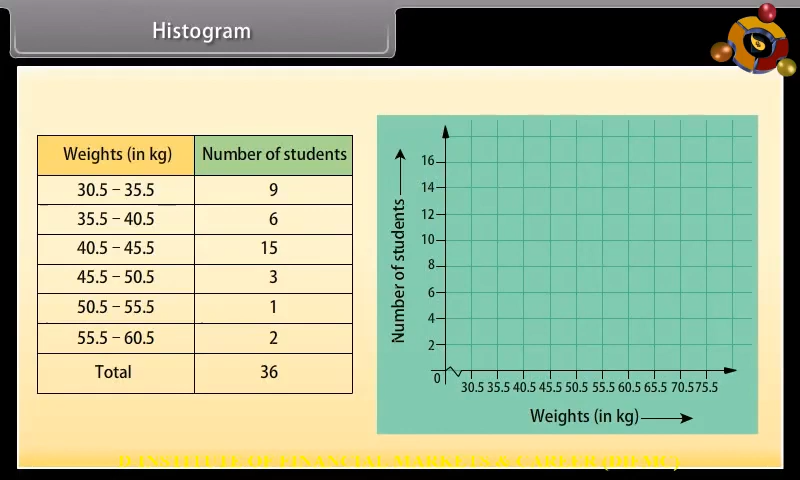 Histogram
Weights (in kg) Number of students
30.5 – 35.5 9
35.5 – 40.5 6
40.5 – 45.5 15
45.5 – 50.5 3
50.5 – 55.5 1
55.5 – 60.5 2
Total 36
Number of students
16
14
12
10
8
6
4
2
0
30.5 35.5 40.5 45.5 50.5 55.5 60.5 65.5 70.5 75.5
Weights (in kg)
INSTITUTE OF FINANCIAL MARKETS & CAREER